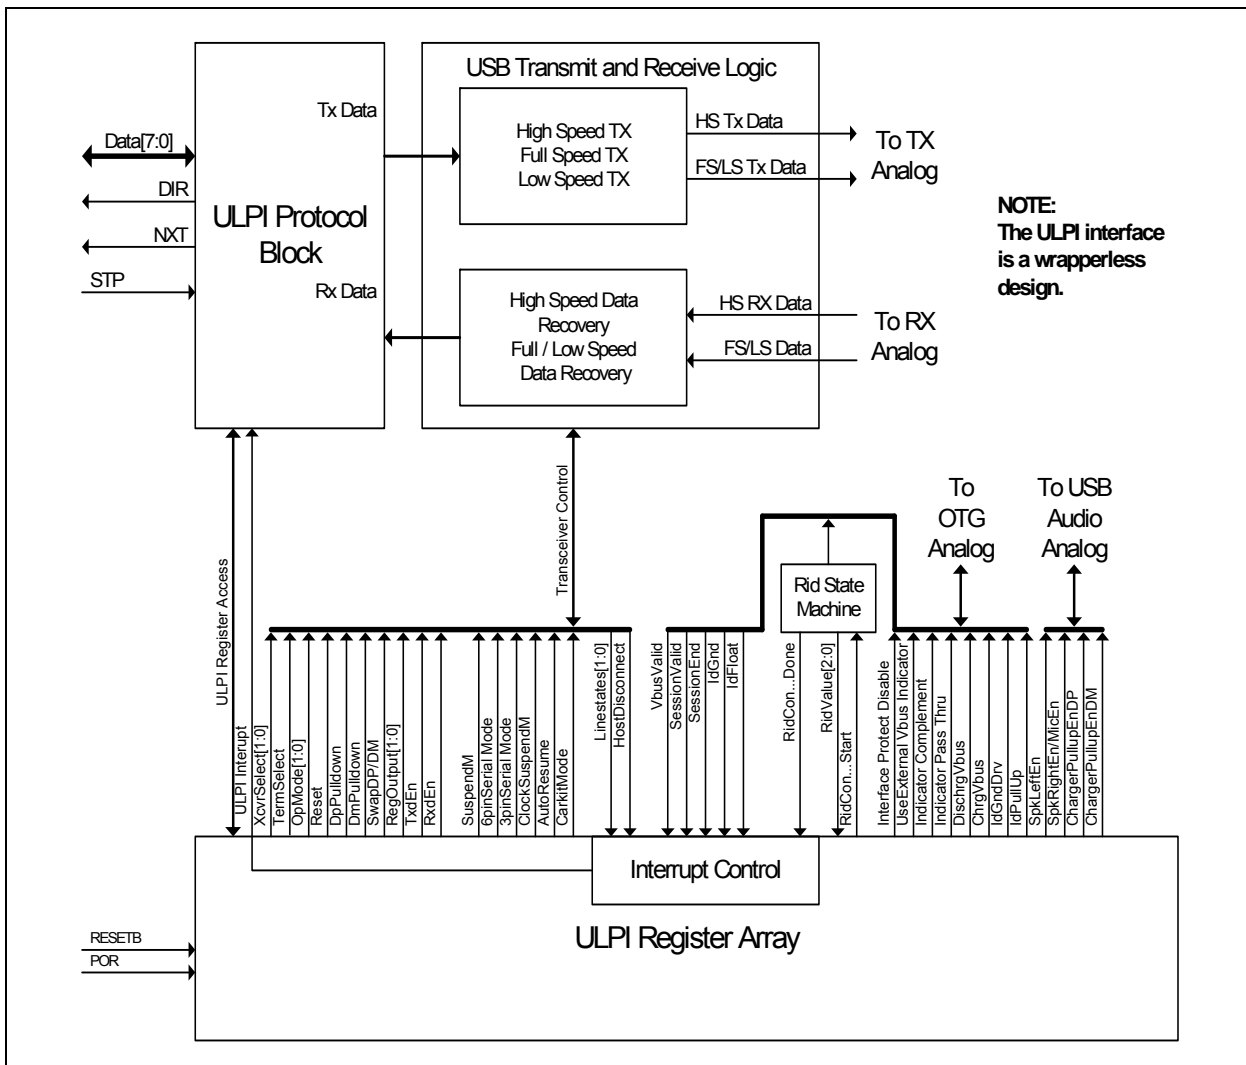 USB Transmit and Receive Logic
Tx Data
High Speed TX
Full Speed TX
Low Speed TX
HS Tx Data
FS/LS Tx Data
To TX
Analog
Data[7:0]
DIR
NXT
STP
ULPI Protocol
Block
Rx Data
High Speed Data
Recovery
Full / Low Speed
Data Recovery
HS RX Data
FS/LS Data
To RX
Analog
NOTE:
The ULPI interface
is a wrapperless
design.
ULPI Register Access
Transceiver Control
To
OTG
Analog
To USB
Audio
Analog
Rid State
Machine
ULPI Interupt
XcvrSelect[1:0]
TermSelect
OpMode[1:0]
Reset
DpPulldown
DmPulldown
SwapDP/DM
RegOutput[1:0]
TxdEn
RxdEn
SuspendM
6pinSerial Mode
3pinSerial Mode
ClockSuspendM
AutoResume
CarkitMode
Linestates[1:0]
HostDisconnect
VbusValid
SessionValid
SessionEnd
IdGnd
IdFloat
RidCon...Done
RidValue[2:0]
RidCon...Start
Interface Protect Disable
UseExternal Vbus Indicator
Indicator Complement
Indicator Pass Thru
DischrgVbus
ChrgVbus
IdGndDrv
IdPullUp
SpkLeftEn
SpkRightEn/MicEn
ChargerPullupEnDP
ChargerPullupEnDM
Interrupt Control
ULPI Register Array
RESETB
POR